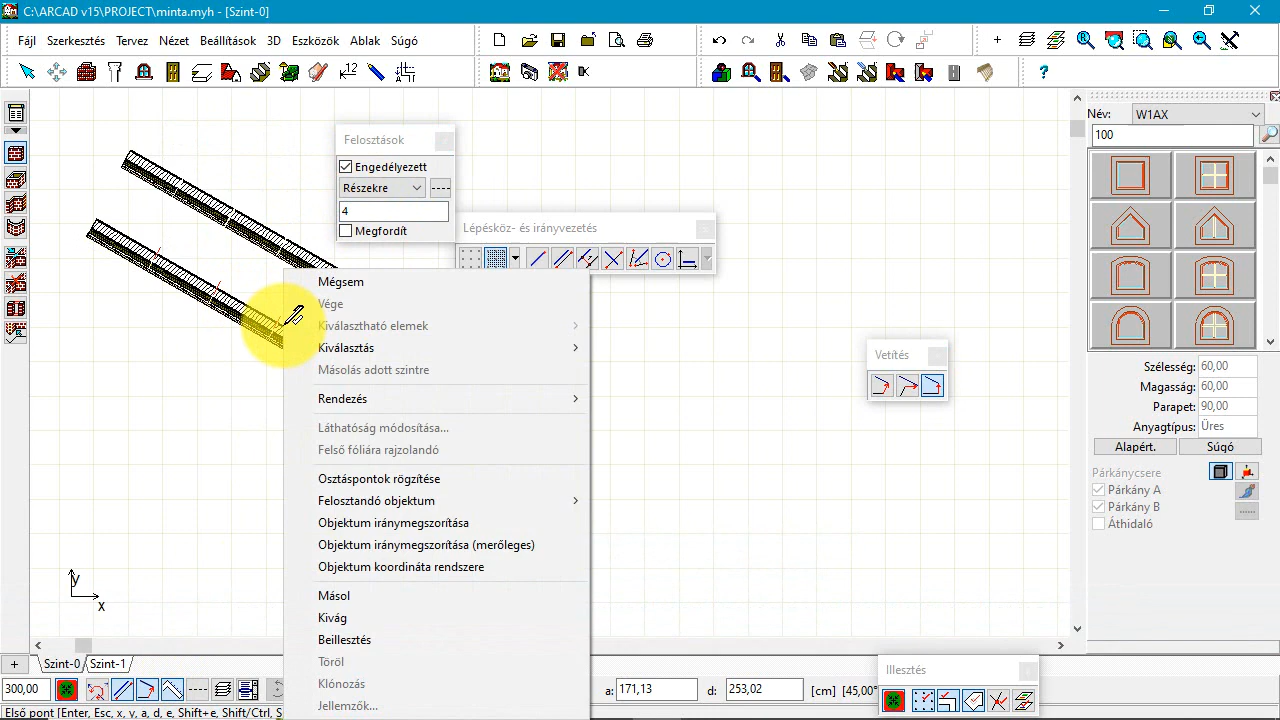 C:\ARCAD v15\PROJECT\minta.myh - [Szint-0]
Fájl Szerkesztés Tervez Nézet Beállítások 3D Eszközök Ablak Súgó
Felosztások
Engedélyezett
Részekre
4
Megfordít
Lépésköz- és irányvezetés
Mégsem
Vége
Kiválasztható elemek
Kiválasztás
Másolás adott szintre
Rendezés
Láthatóság módosítása...
Felső fóliára rajzolandó
Osztáspontok rögzítése
Felosztandó objektum
Objektum iránymegszorítása
Objektum iránymegszorítása (merőleges)
Objektum koordináta rendszere
Másol
Kivág
Beillesztés
Töröl
Klónozás
Jellemzők...
Vetítés
Név: W1AX
100
Szélesség: 60,00
Magasság: 60,00
Parapet: 90,00
Anyagtípus: Üres
Alapért. Súgó
Párkánycsere
Párkány A
Párkány B
Áthidaló
y
x
Szint-0 Szint-1
Illesztés
300,00 a: 171,13 d: 253,02 [cm] (45,00°
Első pont [Enter, Esc, x, y, a, d, e, Shift+e, Shift/Ctrl, S